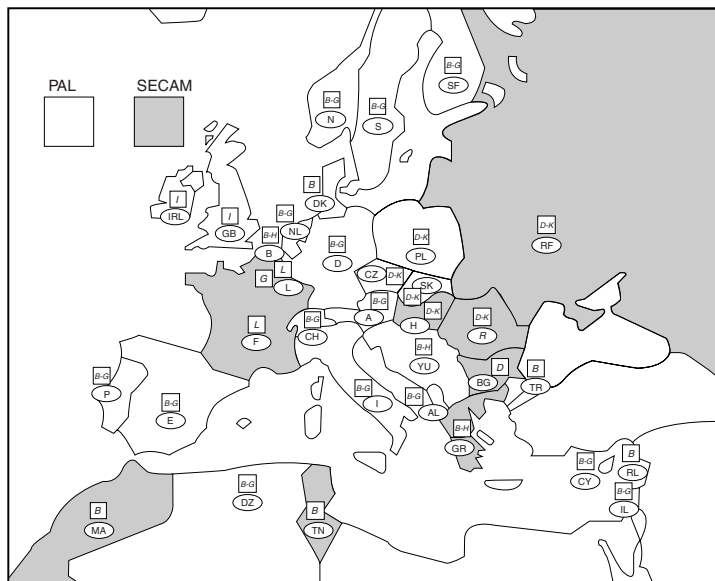 PAL SECAM
B-G
SF
B-G
N
B-G
S
I
IRL
I
GB
B
DK
B-G
NL
B-H
B
B-G
D
D-K
PL
D-K
RF
G
L
L
CZ
D-K
SK
D-K
D-K
H
B-G
A
B-G
CH
L
F
D-K
R
B-H
YU
D
BG
B
TR
B-G
P
B-G
E
B-G
I
B-G
AL
B-H
GR
B-G
CY
B
RL
B-G
IL
B
MA
B-G
DZ
B
TN